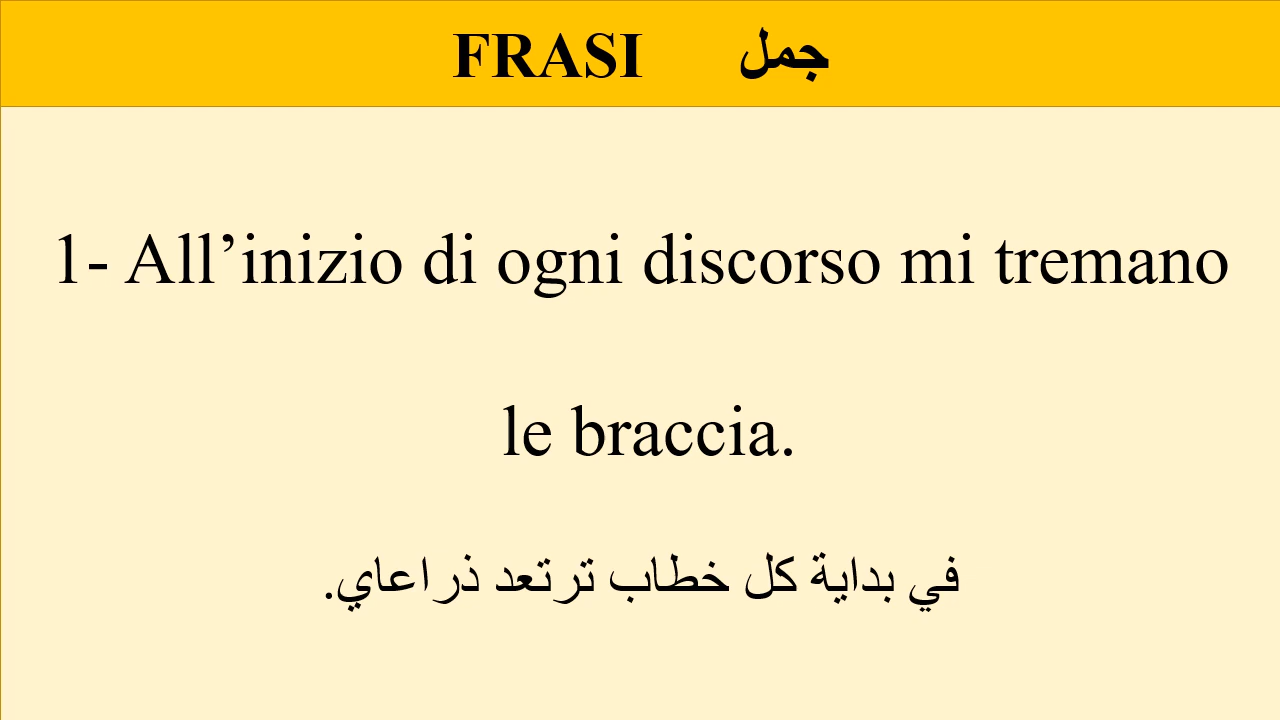 FRASI جمل
1- All’inizio di ogni discorso mi tremano
le braccia.
في بداية كل خطاب ترتعد ذراعاي.